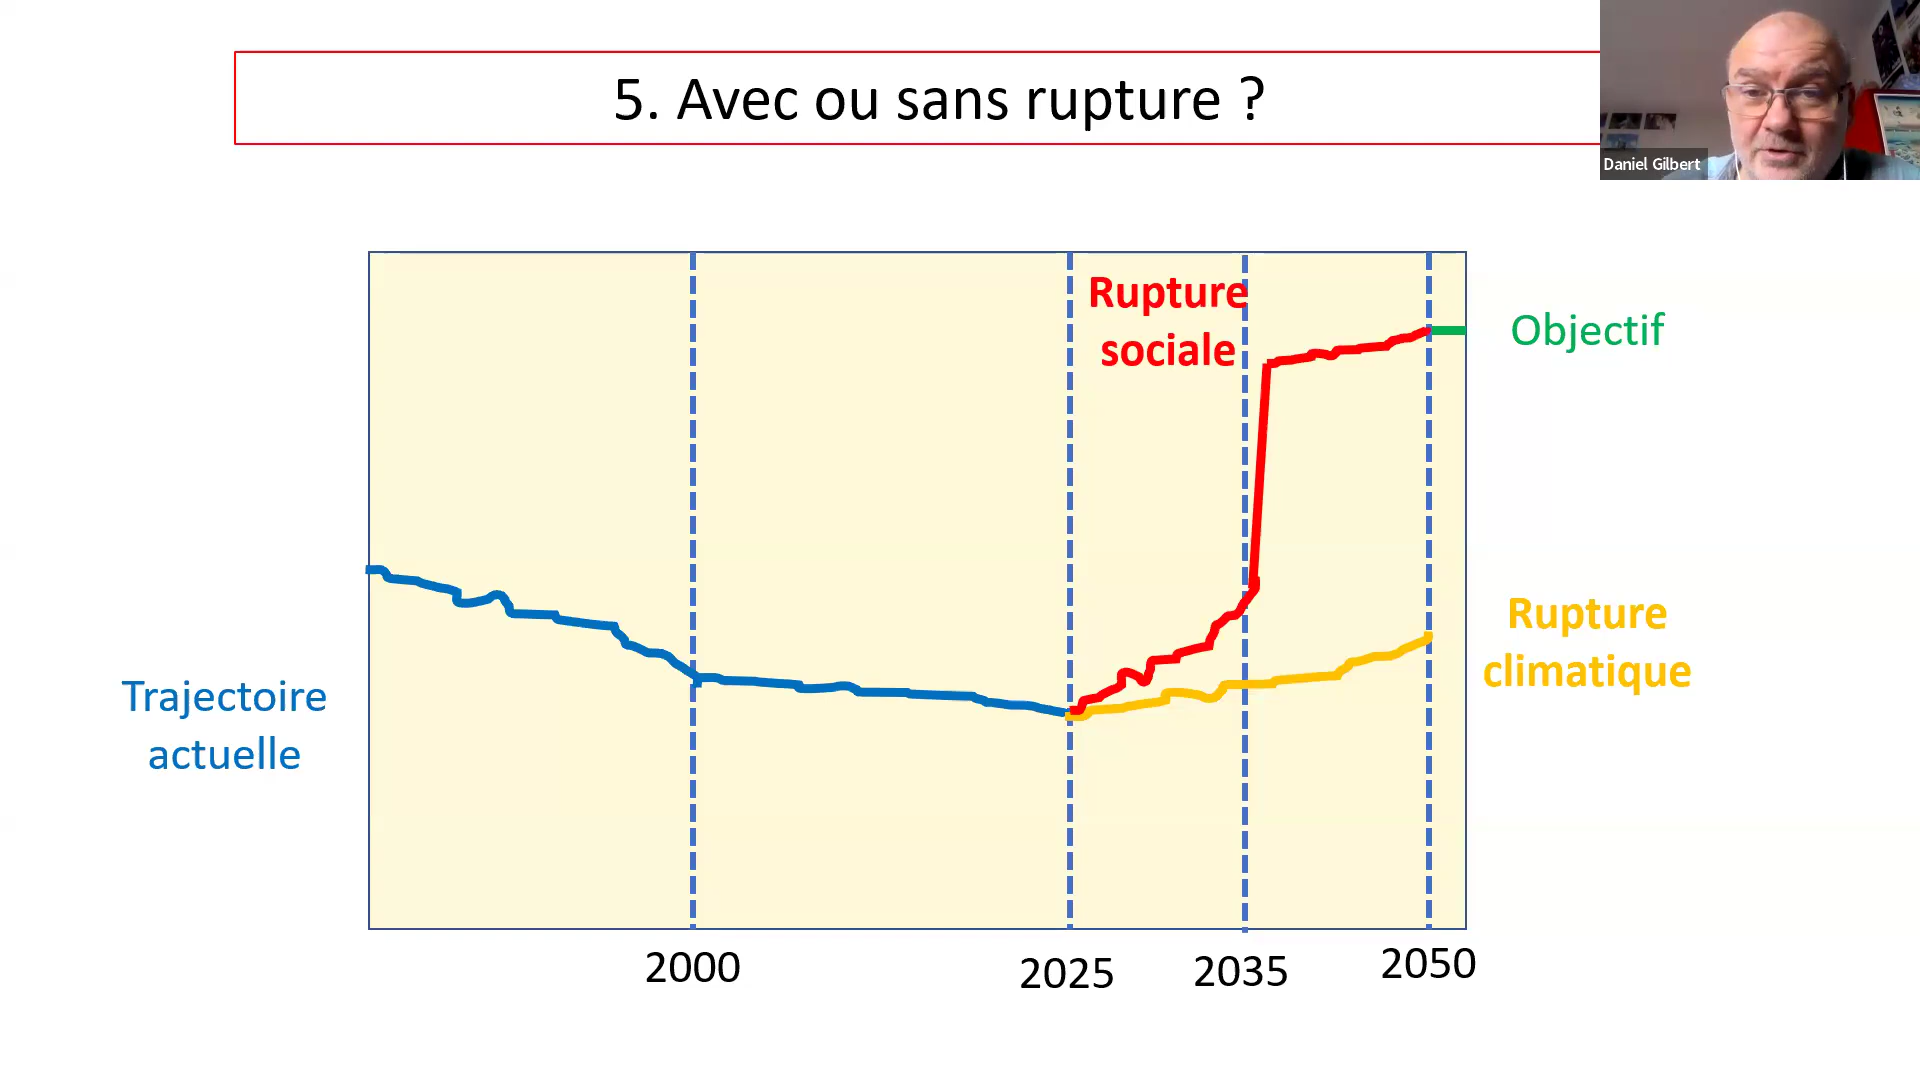 5. Avec ou sans rupture ?
Daniel Gilbert
Rupture
sociale
Objectif
Rupture
climatique
Trajectoire
actuelle
2000
2025
2035
2050